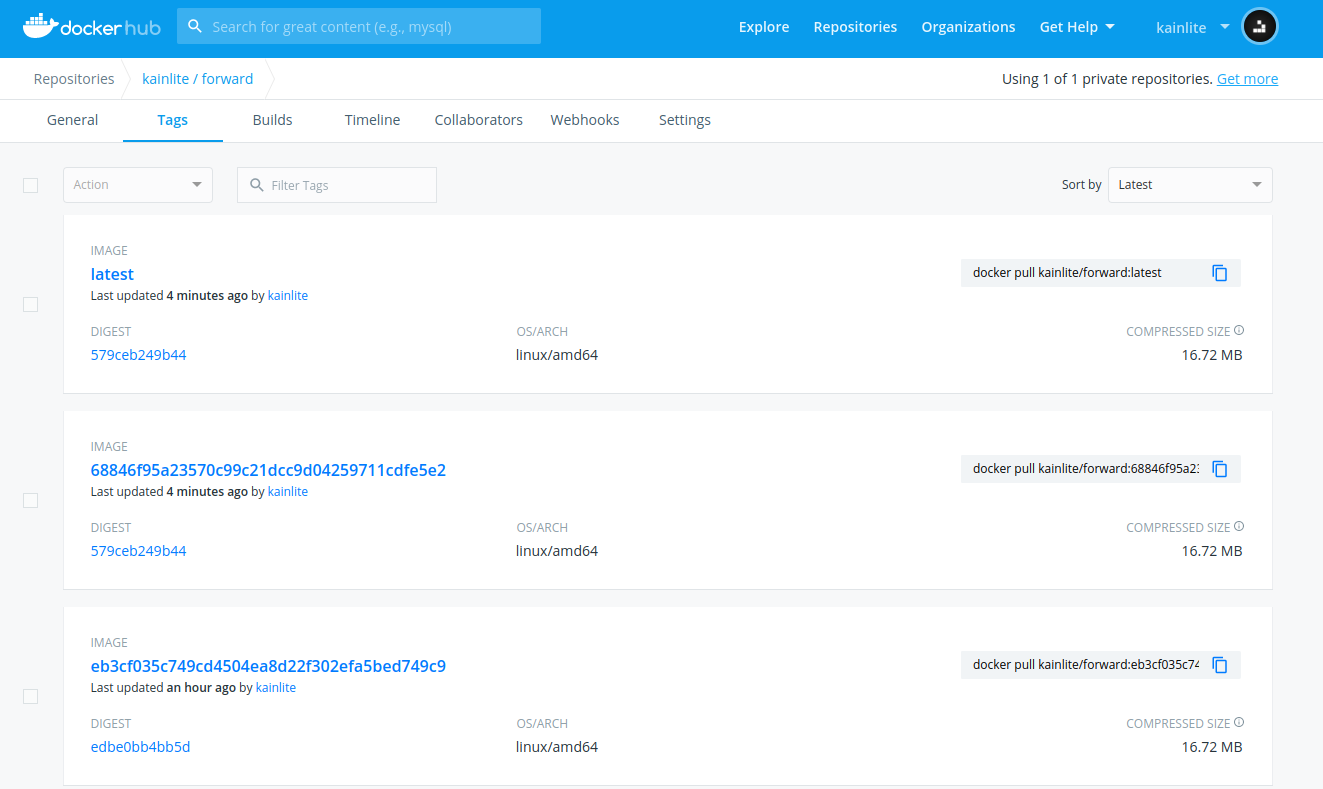 docker hub
Search for great content (e.g., mysql)
Explore
Repositories
Organizations
Get Help
kainlite
Repositories
kainlite / forward
Using 1 of 1 private repositories. Get more
General
Tags
Builds
Timeline
Collaborators
Webhooks
Settings
Action
Filter Tags
Sort by
Latest
IMAGE
latest
Last updated 4 minutes ago by kainlite
docker pull kainlite/forward:latest
DIGEST
579ceb249b44
OS/ARCH
linux/amd64
COMPRESSED SIZE
16.72 MB
IMAGE
68846f95a23570c99c21dcc9d04259711cdfe5e2
Last updated 4 minutes ago by kainlite
docker pull kainlite/forward:68846f95a23
DIGEST
579ceb249b44
OS/ARCH
linux/amd64
COMPRESSED SIZE
16.72 MB
IMAGE
eb3cf035c749cd4504ea8d22f302efa5bed749c9
Last updated an hour ago by kainlite
docker pull kainlite/forward:eb3cf035c74
DIGEST
edbe0bb4bb5d
OS/ARCH
linux/amd64
COMPRESSED SIZE
16.72 MB